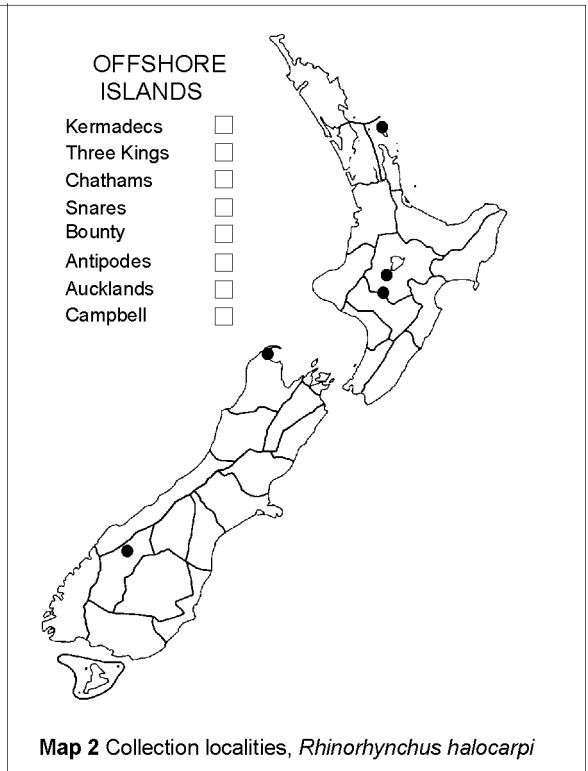 OFFSHORE
ISLANDS
Kermadecs
Three Kings
Chathams
Snares
Bounty
Antipodes
Aucklands
Campbell
Map 2 Collection localities, Rhinorhynchus halocarpi